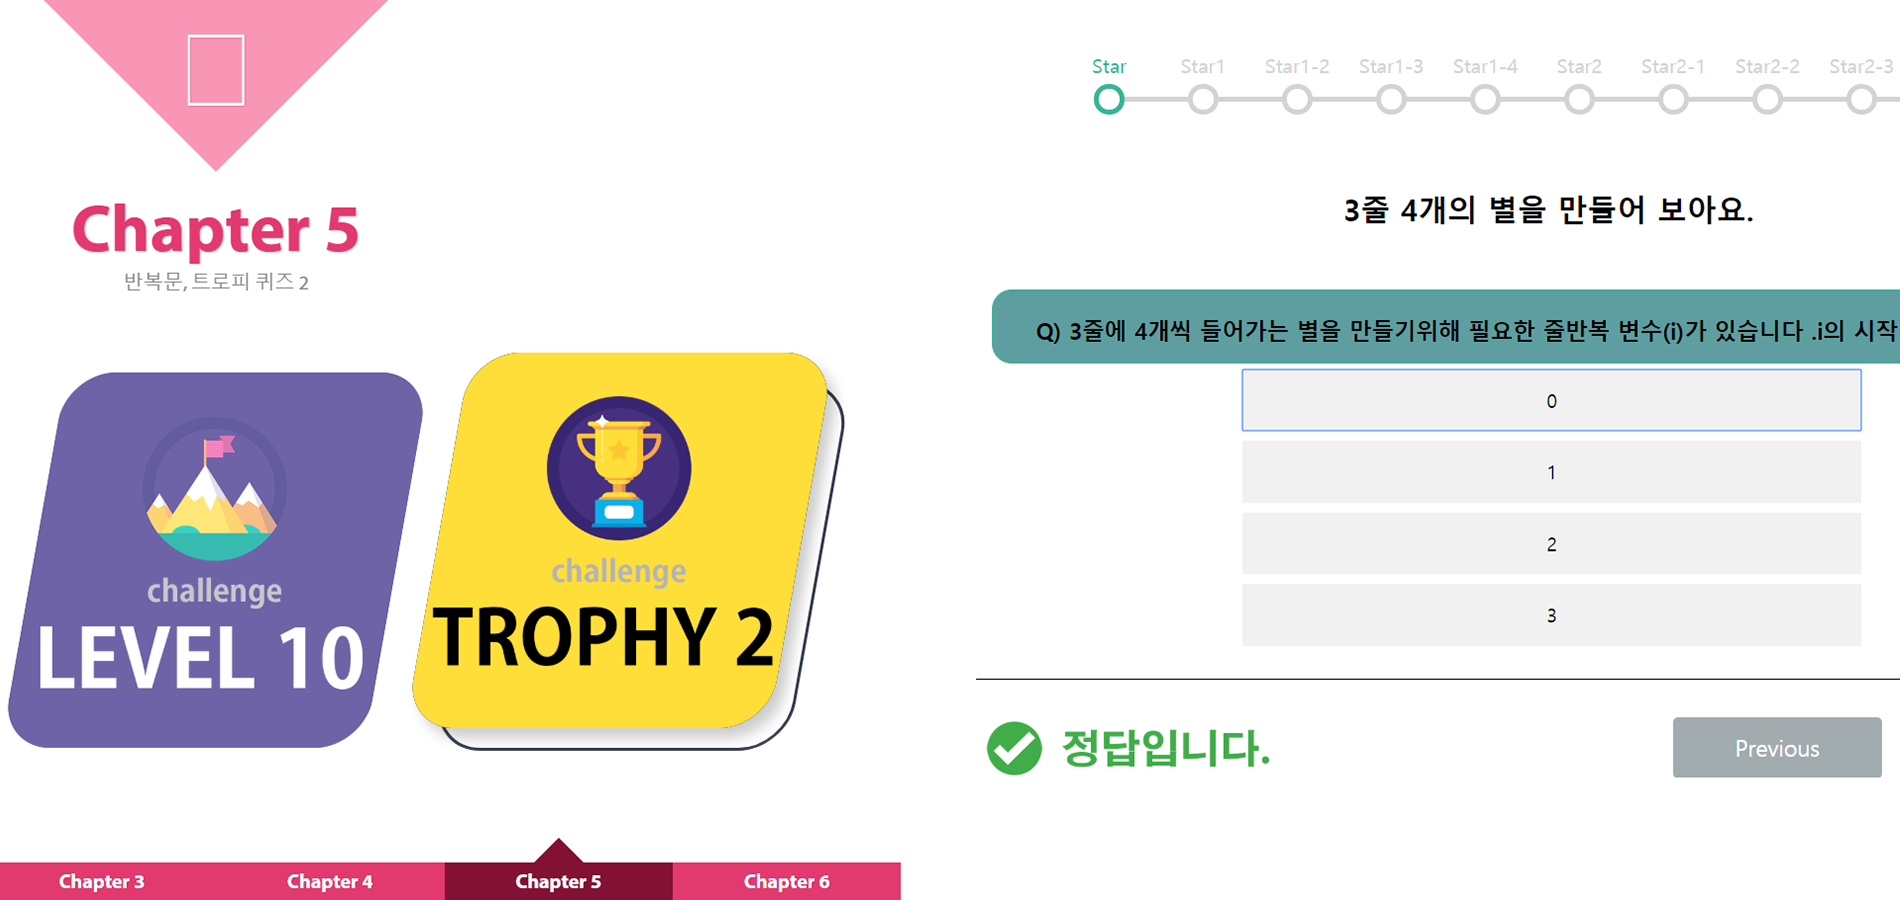 Chapter 5
반복문, 트로피 퀴즈 2
challenge
LEVEL 10
challenge
TROPHY 2
Chapter 3
Chapter 4
Chapter 5
Chapter 6
Star
Star1
Star1-2
Star1-3
Star1-4
Star2
Star2-1
Star2-2
Star2-3
3줄 4개의 별을 만들어 보아요.
Q) 3줄에 4개씩 들어가는 별을 만들기위해 필요한 줄반복 변수(i)가 있습니다 .i의 시작
0
1
2
3
정답입니다.
Previous